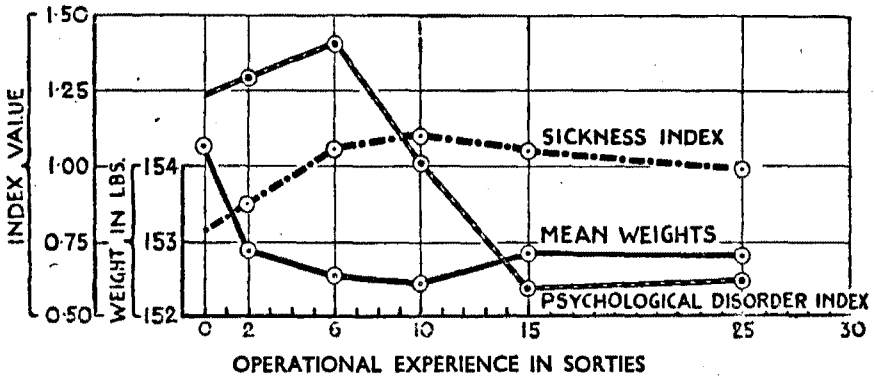 INDEX VALUE
1·50
1·25
1·00
0·75
0·50
WEIGHT IN LBS.
154
153
152
SICKNESS INDEX
MEAN WEIGHTS
PSYCHOLOGICAL DISORDER INDEX
0 2 6 10 15 25 30
OPERATIONAL EXPERIENCE IN SORTIES